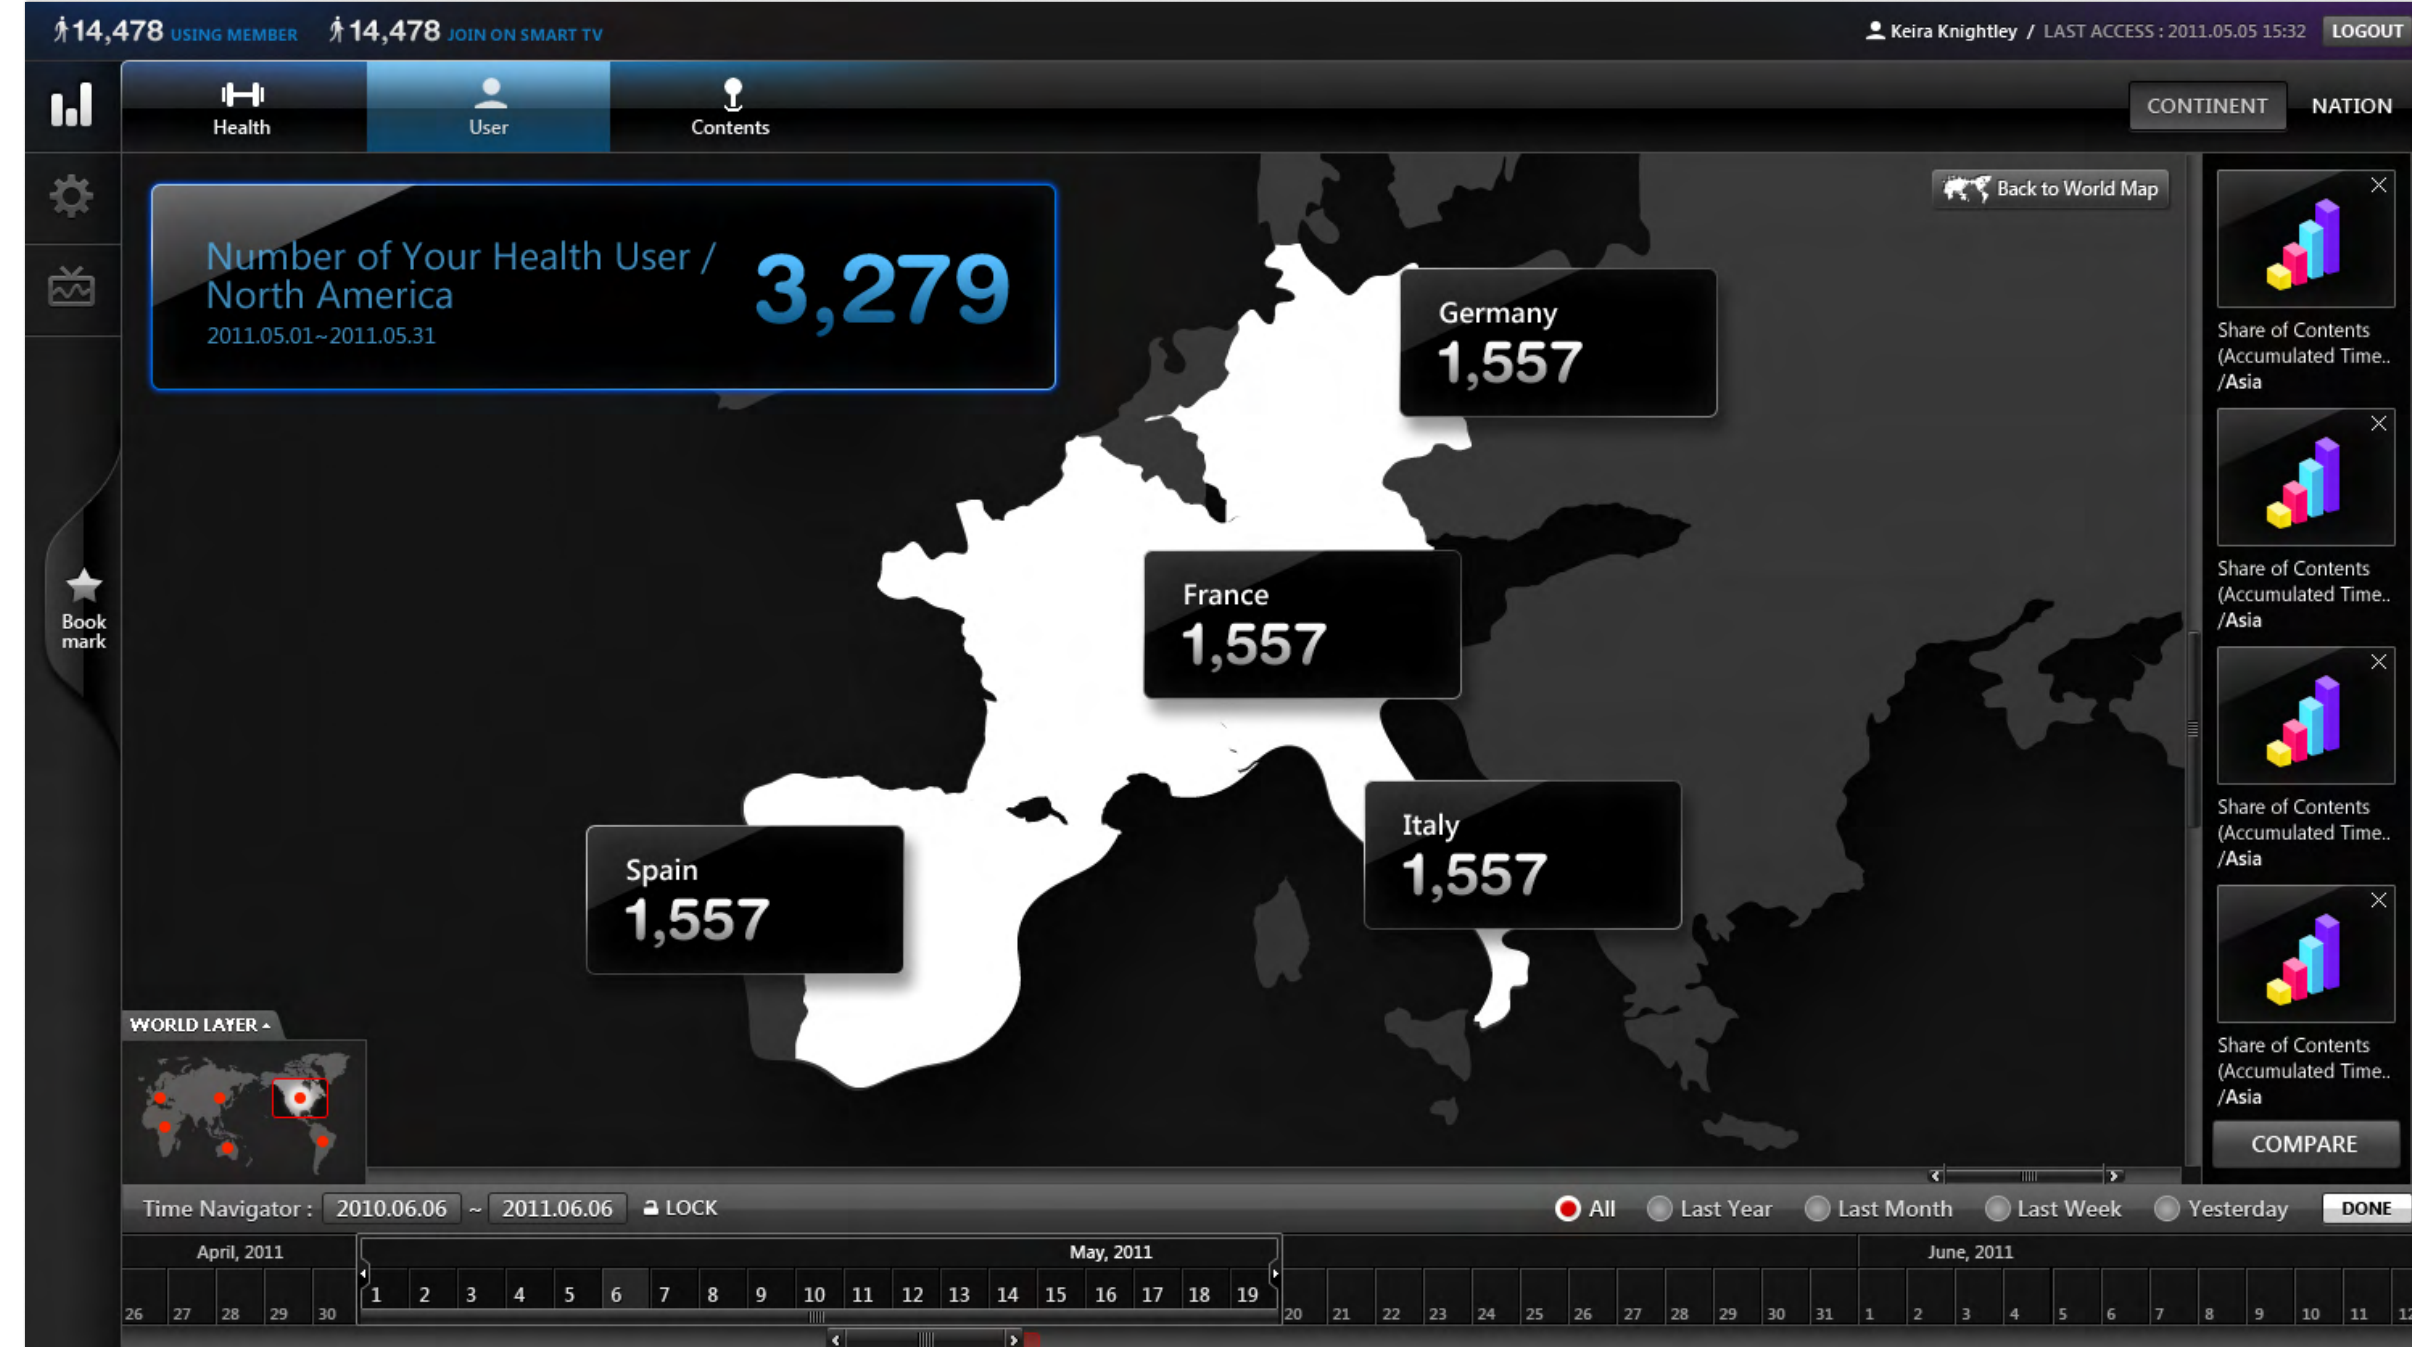 14,478 USING MEMBER 14,478 JOIN ON SMART TV
Keira Knightley / LAST ACCESS : 2011.05.05 15:32 LOGOUT
Health
User
Contents
CONTINENT NATION
Number of Your Health User /
North America
2011.05.01~2011.05.31
3,279
Back to World Map
Germany
1,557
France
1,557
Italy
1,557
Spain
1,557
Book
mark
Share of Contents
(Accumulated Time..
/Asia
Share of Contents
(Accumulated Time..
/Asia
Share of Contents
(Accumulated Time..
/Asia
Share of Contents
(Accumulated Time..
/Asia
COMPARE
WORLD LAYER
Time Navigator : 2010.06.06 ~ 2011.06.06 LOCK
All Last Year Last Month Last Week Yesterday DONE
April, 2011 May, 2011 June, 2011
26 27 28 29 30 1 2 3 4 5 6 7 8 9 10 11 12 13 14 15 16 17 18 19 20 21 22 23 24 25 26 27 28 29 30 31 1 2 3 4 5 6 7 8 9 10 11 12